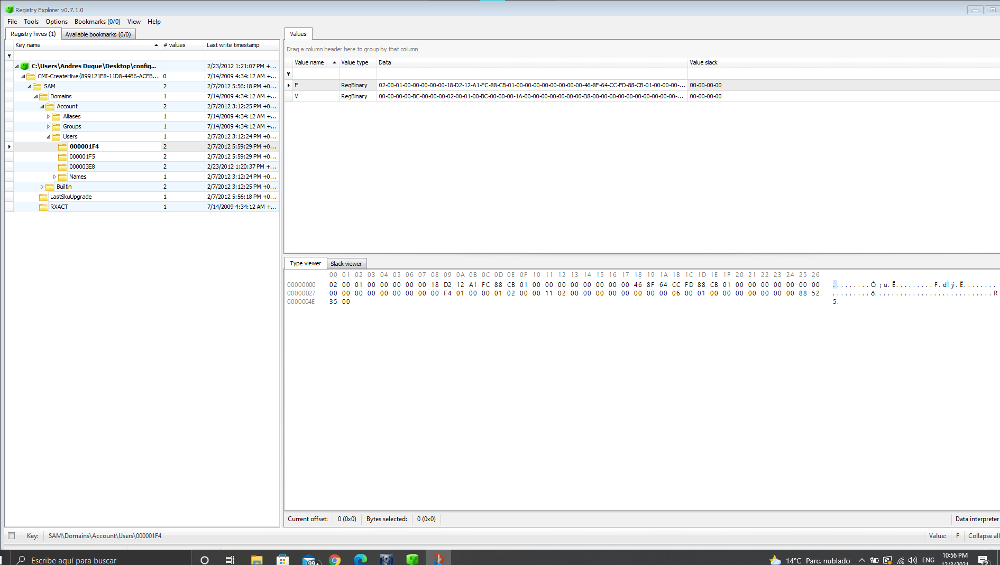 Registry Explorer v0.7.1.0
File Tools Options Bookmarks (0/0) View Help
Registry hives (1) Available bookmarks (0/0)
Key name # values Last write timestamp
C:\Users\Andres Duque\Desktop\config... 2/23/2012 1:21:07 PM +...
CMI-CreateHive{899121E8-11D8-44B6-ACEB... 0 7/14/2009 4:34:12 AM +...
SAM 2 2/7/2012 5:56:18 PM +0...
Domains 1 7/14/2009 4:34:12 AM +...
Account 2 2/7/2012 3:12:25 PM +0...
Aliases 1 7/14/2009 4:34:12 AM +...
Groups 1 7/14/2009 4:34:12 AM +...
Users 1 2/7/2012 3:12:24 PM +0...
000001F4 2 2/7/2012 5:59:29 PM +0...
000001F5 2 2/7/2012 5:59:29 PM +0...
000003E8 2 2/23/2012 1:20:37 PM +...
Names 1 2/7/2012 3:12:24 PM +0...
Builtin 2 2/7/2012 3:12:25 PM +0...
LastSkuUpgrade 1 2/7/2012 5:56:18 PM +0...
RXACT 1 7/14/2009 4:34:12 AM +...
Values
Drag a column header here to group by that column
Value name Value type Data Value slack
F RegBinary 02-00-01-00-00-00-00-00-18-D2-12-A1-FC-88-CB-01-00-00-00-00-00-00-00-00-46-8F-64-CC-FD-88-CB-01-00-00-00-... 00-00-00-00
V RegBinary 00-00-00-00-BC-00-00-00-02-00-01-00-BC-00-00-00-1A-00-00-00-00-00-00-00-D8-00-00-00-00-00-00-00-00-00-00-... 00-00-00-00
Type viewer Slack viewer
00 01 02 03 04 05 06 07 08 09 0A 0B 0C 0D 0E 0F 10 11 12 13 14 15 16 17 18 19 1A 1B 1C 1D 1E 1F 20 21 22 23 24 25 26
00000000 02 00 01 00 00 00 00 00 18 D2 12 A1 FC 88 CB 01 00 00 00 00 00 00 00 00 46 8F 64 CC FD 88 CB 01 00 00 00 00 00 00 00 .........Ò.¡ü.Ë.........F.dÌý.Ë........
00000027 00 00 00 00 00 00 00 00 00 F4 01 00 00 01 02 00 00 11 02 00 00 00 00 00 00 00 00 06 00 01 00 00 00 00 00 00 00 88 52 .........ô............................R
0000004E 35 00 5.
Current offset: 0 (0x0) Bytes selected: 0 (0x0) Data interpreter
Key: SAM\Domains\Account\Users\000001F4 Value: F Collapse all
Escribe aquí para buscar 99+ 14°C Parc. nublado ENG 10:56 PM
12/3/2021 2